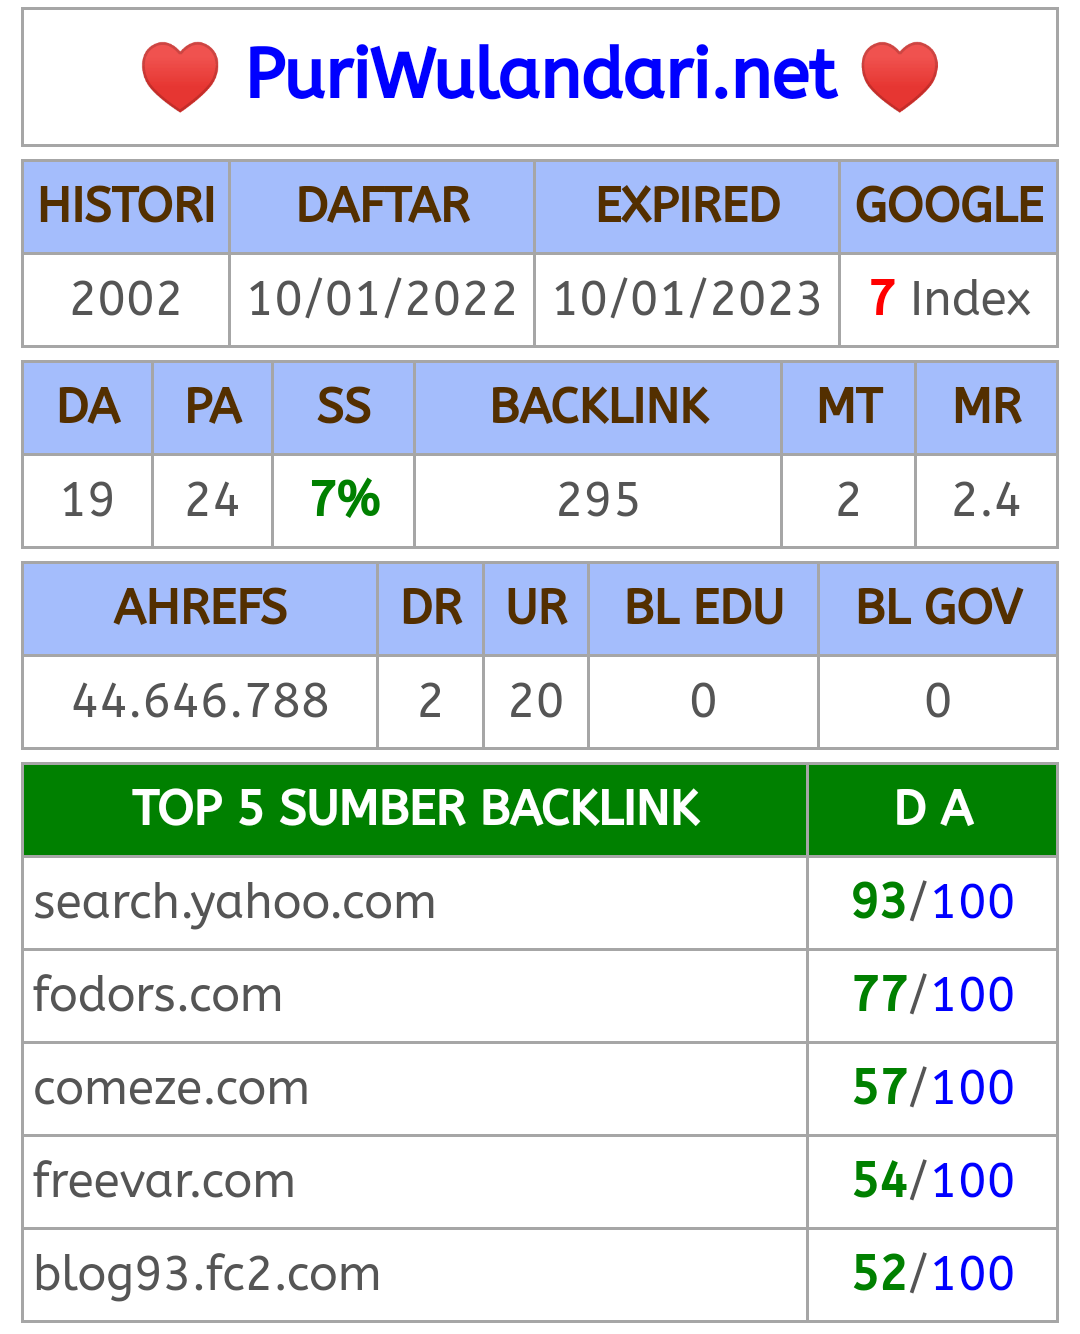 PuriWulandari.net
HISTORI DAFTAR EXPIRED GOOGLE
2002 10/01/2022 10/01/2023 7 Index
DA PA SS BACKLINK MT MR
19 24 7% 295 2 2.4
AHREFS DR UR BL EDU BL GOV
44.646.788 2 20 0 0
TOP 5 SUMBER BACKLINK D A
search.yahoo.com 93/100
fodors.com 77/100
comeze.com 57/100
freevar.com 54/100
blog93.fc2.com 52/100